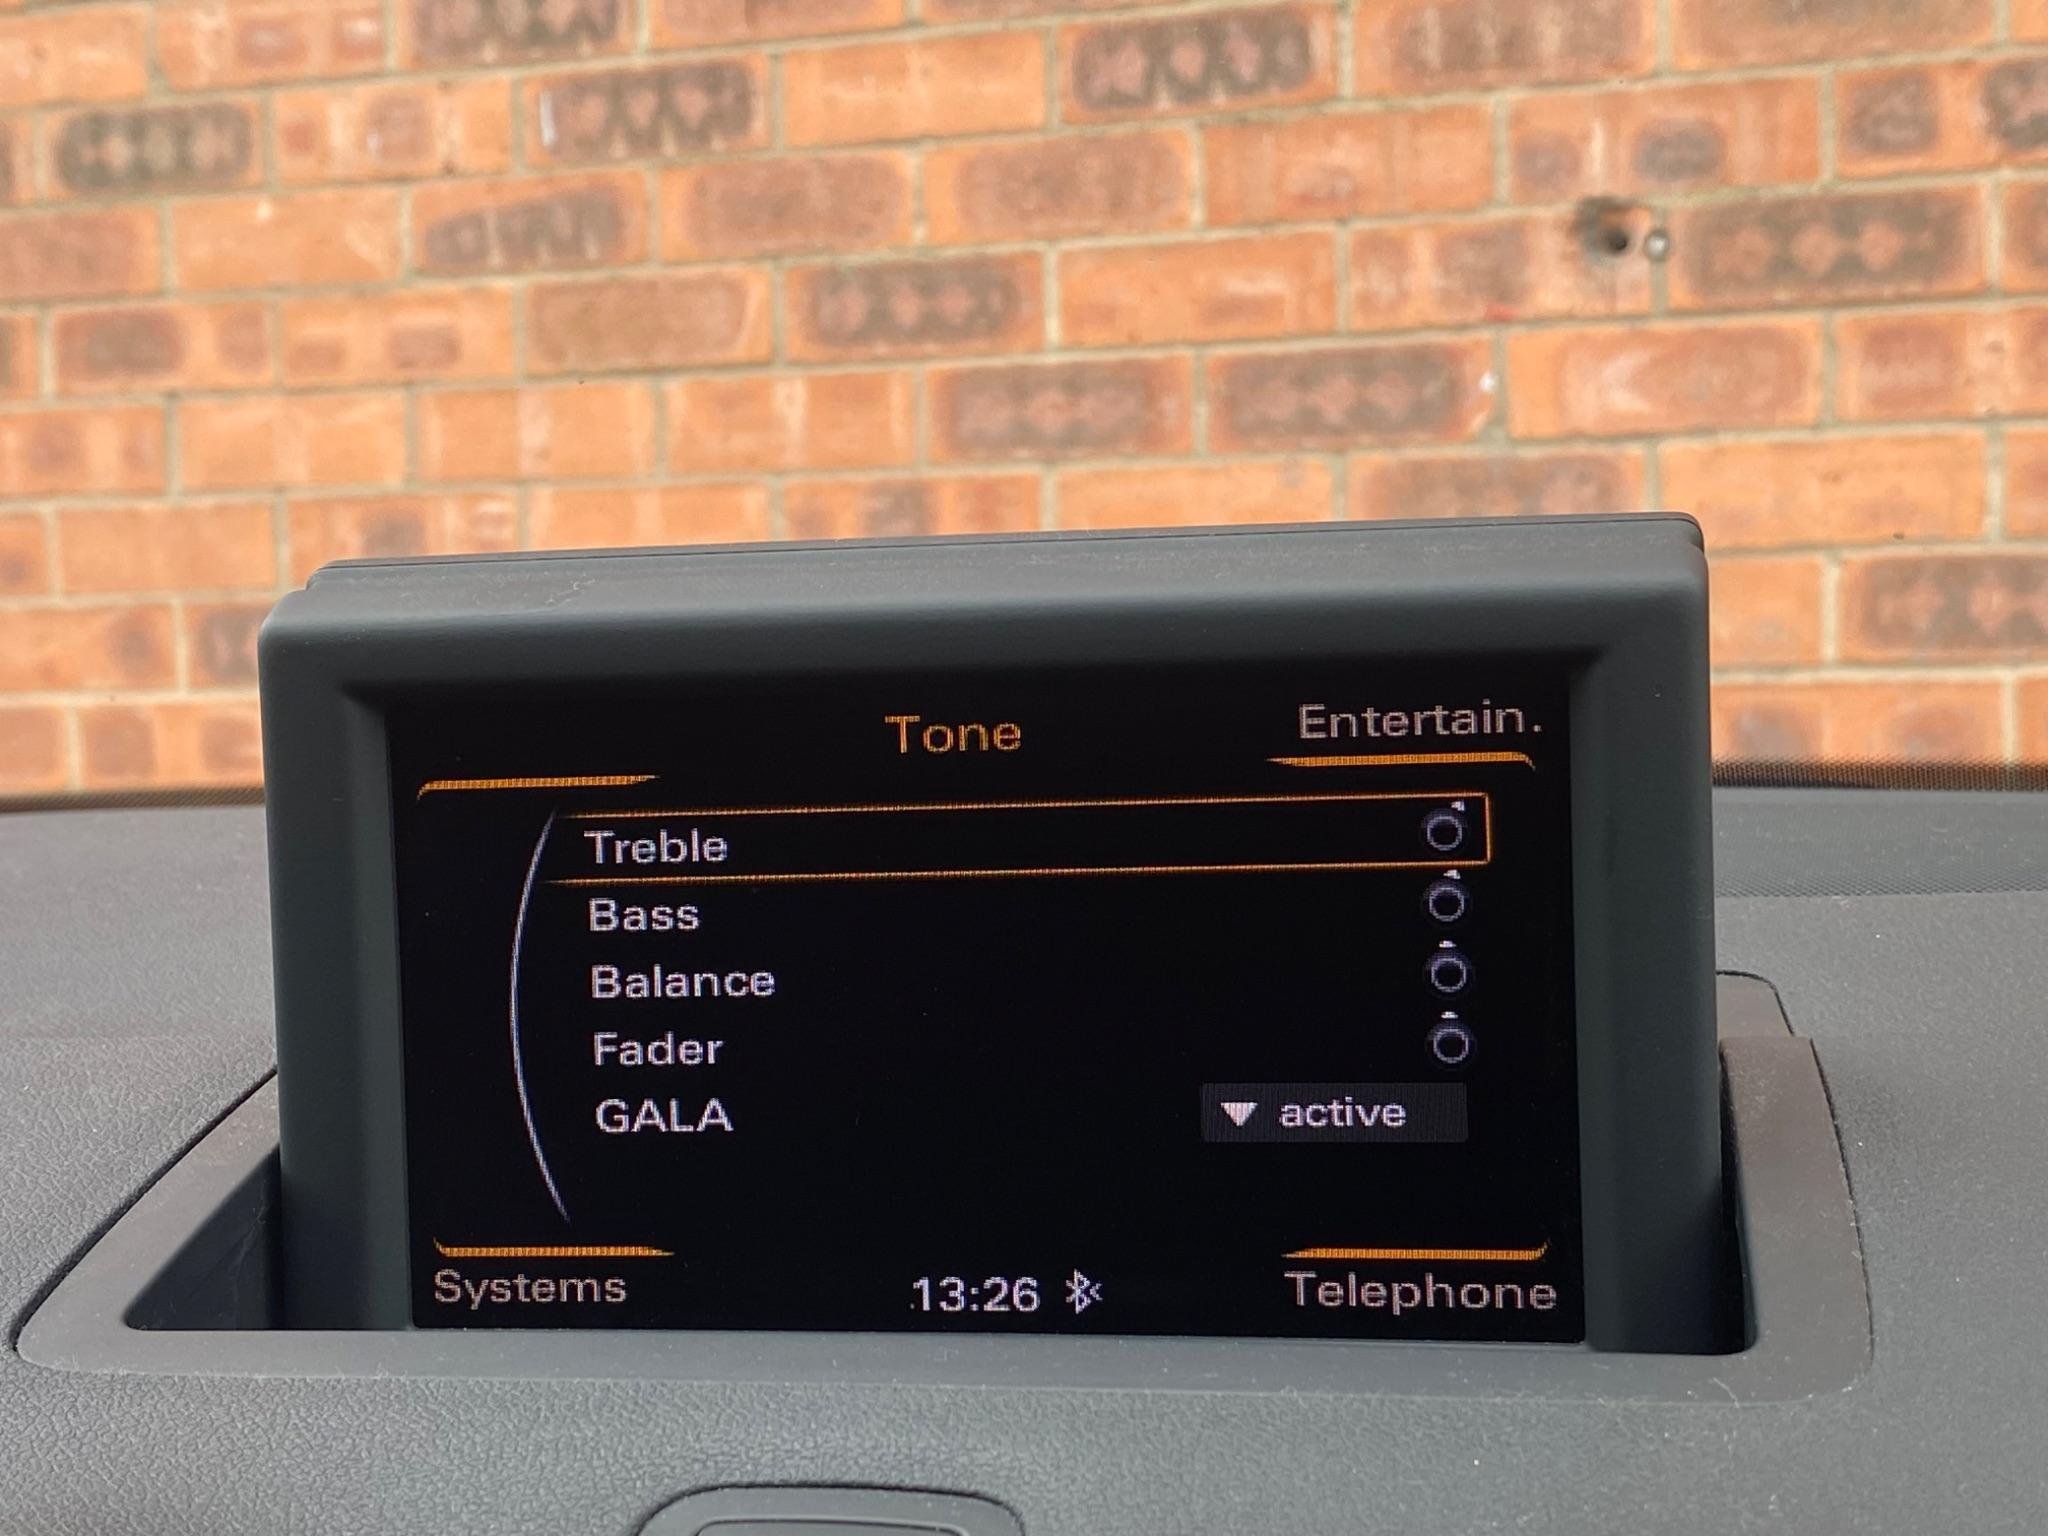 Tone
Entertain.
Treble
Bass
Balance
Fader
GALA
active
Systems
13:26
Telephone